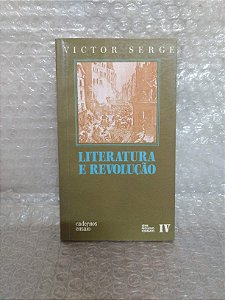 VICTOR SERGE
LITERATURA
E REVOLUÇÃO
cadernos
ensaio
IV